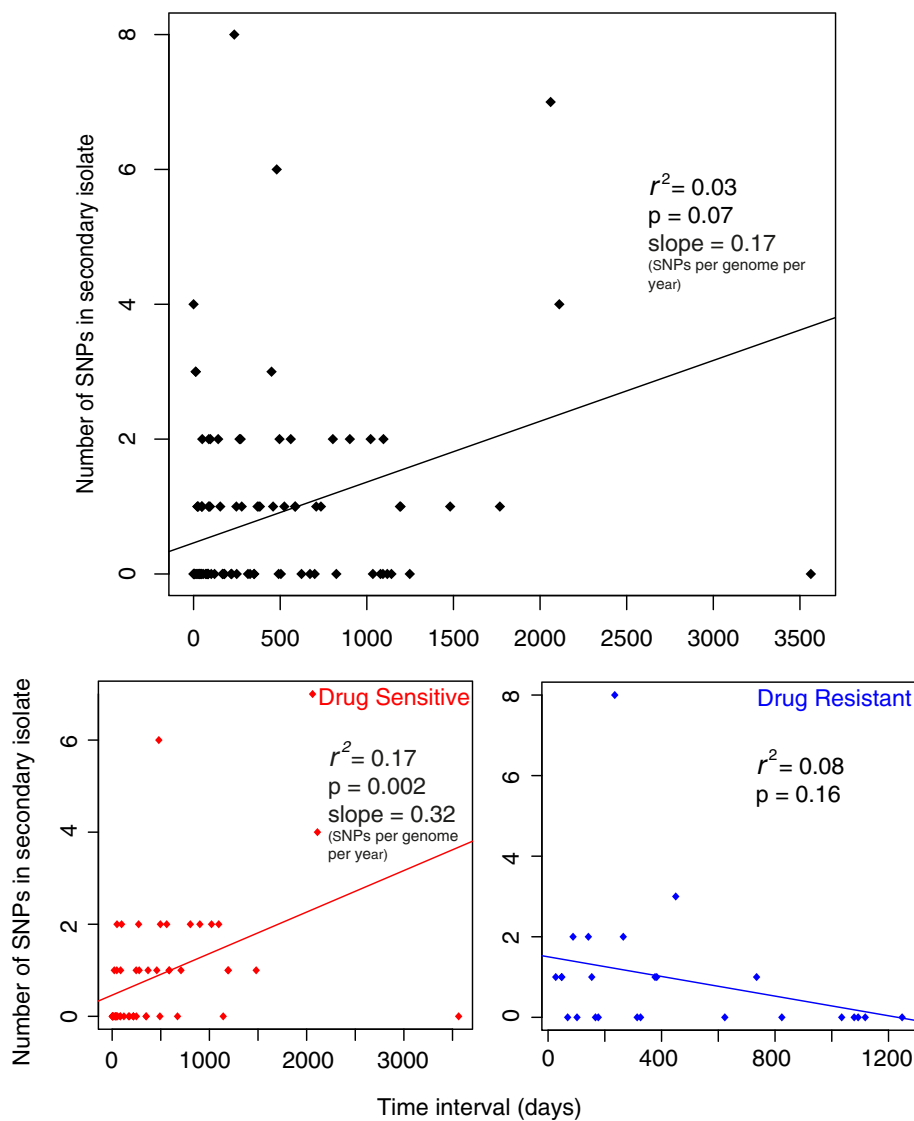 Number of SNPs in secondary isolate
8
6
4
2
0
r² = 0.03
p = 0.07
slope = 0.17
(SNPs per genome per
year)
0 500 1000 1500 2000 2500 3000 3500
Number of SNPs in secondary isolate
6
4
2
0
Drug Sensitive
r² = 0.17
p = 0.002
slope = 0.32
(SNPs per genome
per year)
0 1000 2000 3000
8
6
4
2
0
Drug Resistant
r² = 0.08
p = 0.16
0 400 800 1200
Time interval (days)